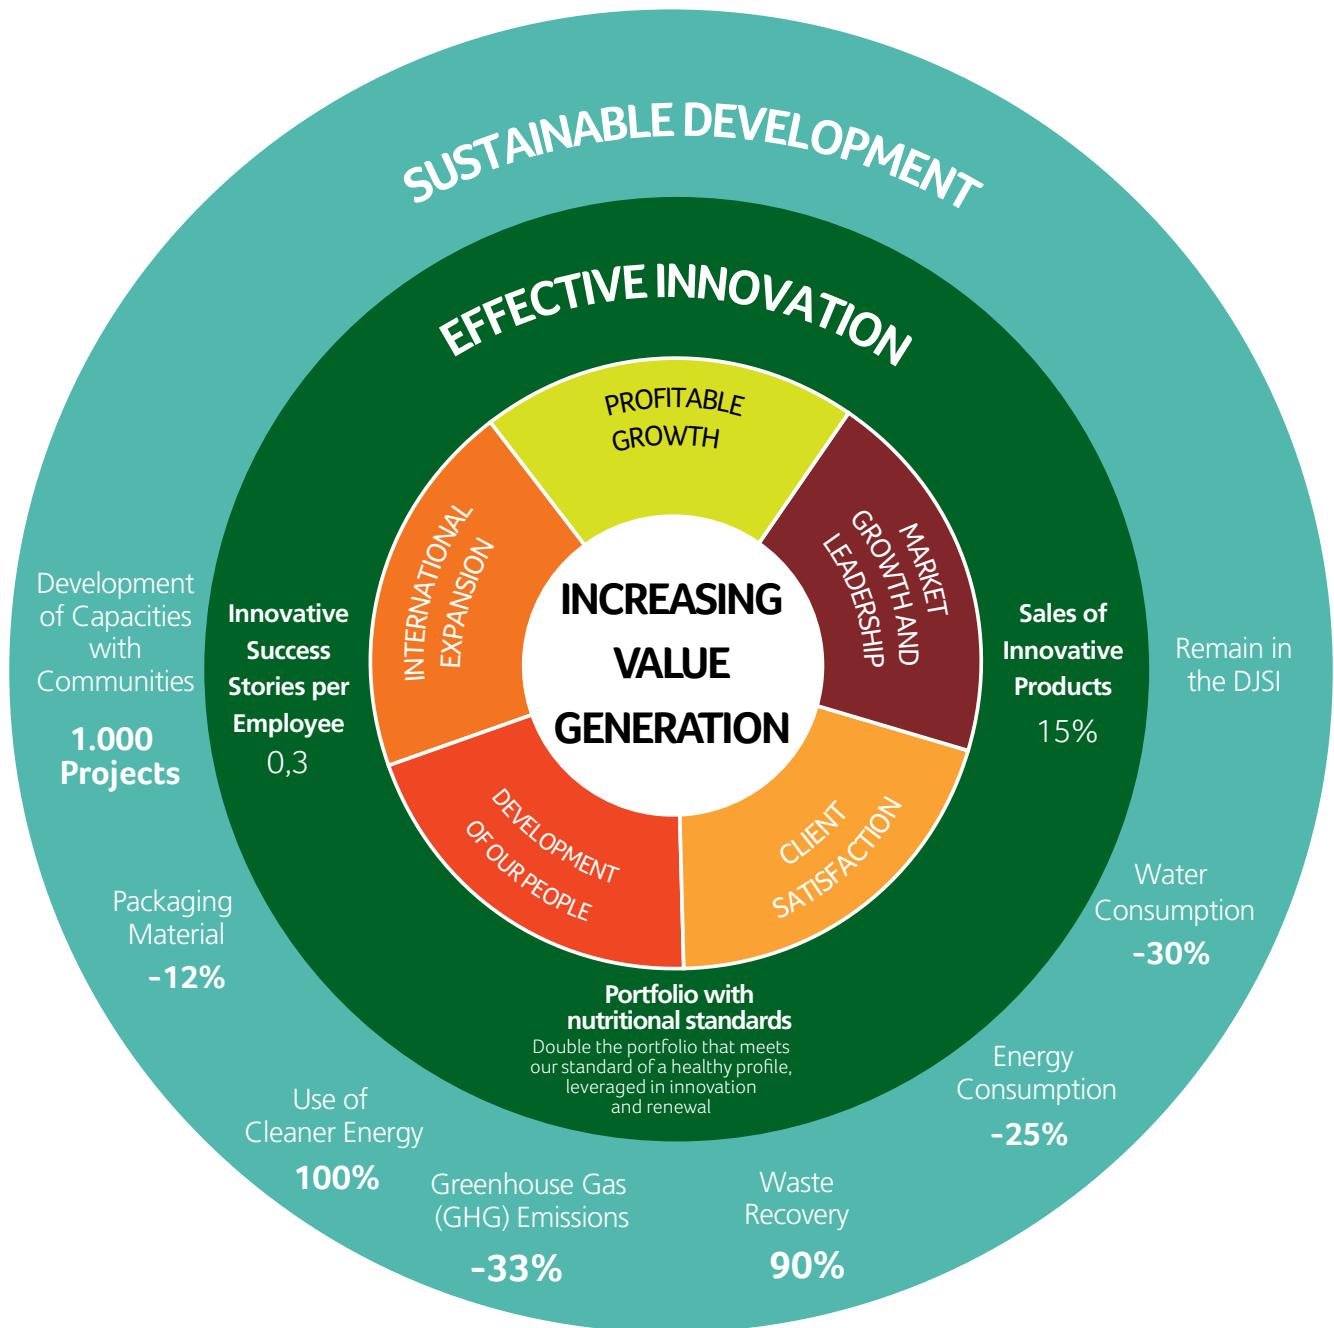 SUSTAINABLE DEVELOPMENT
EFFECTIVE INNOVATION
PROFITABLE
GROWTH
MARKET
GROWTH AND
LEADERSHIP
CLIENT
SATISFACTION
DEVELOPMENT
OF OUR PEOPLE
INTERNATIONAL
EXPANSION
INCREASING
VALUE
GENERATION
Innovative
Success
Stories per
Employee
0,3
Sales of
Innovative
Products
15%
Portfolio with
nutritional standards
Double the portfolio that meets
our standard of a healthy profile,
leveraged in innovation
and renewal
Development
of Capacities
with
Communities
1.000
Projects
Packaging
Material
-12%
Use of
Cleaner Energy
100%
Greenhouse Gas
(GHG) Emissions
-33%
Waste
Recovery
90%
Energy
Consumption
-25%
Water
Consumption
-30%
Remain in
the DJSI